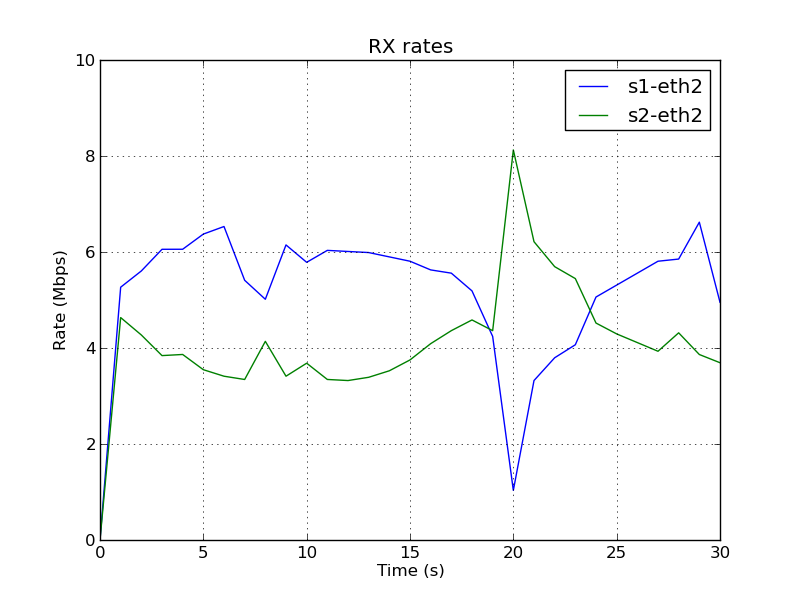 RX rates
10
8
6
4
2
0
Rate (Mbps)
s1-eth2
s2-eth2
0 5 10 15 20 25 30
Time (s)